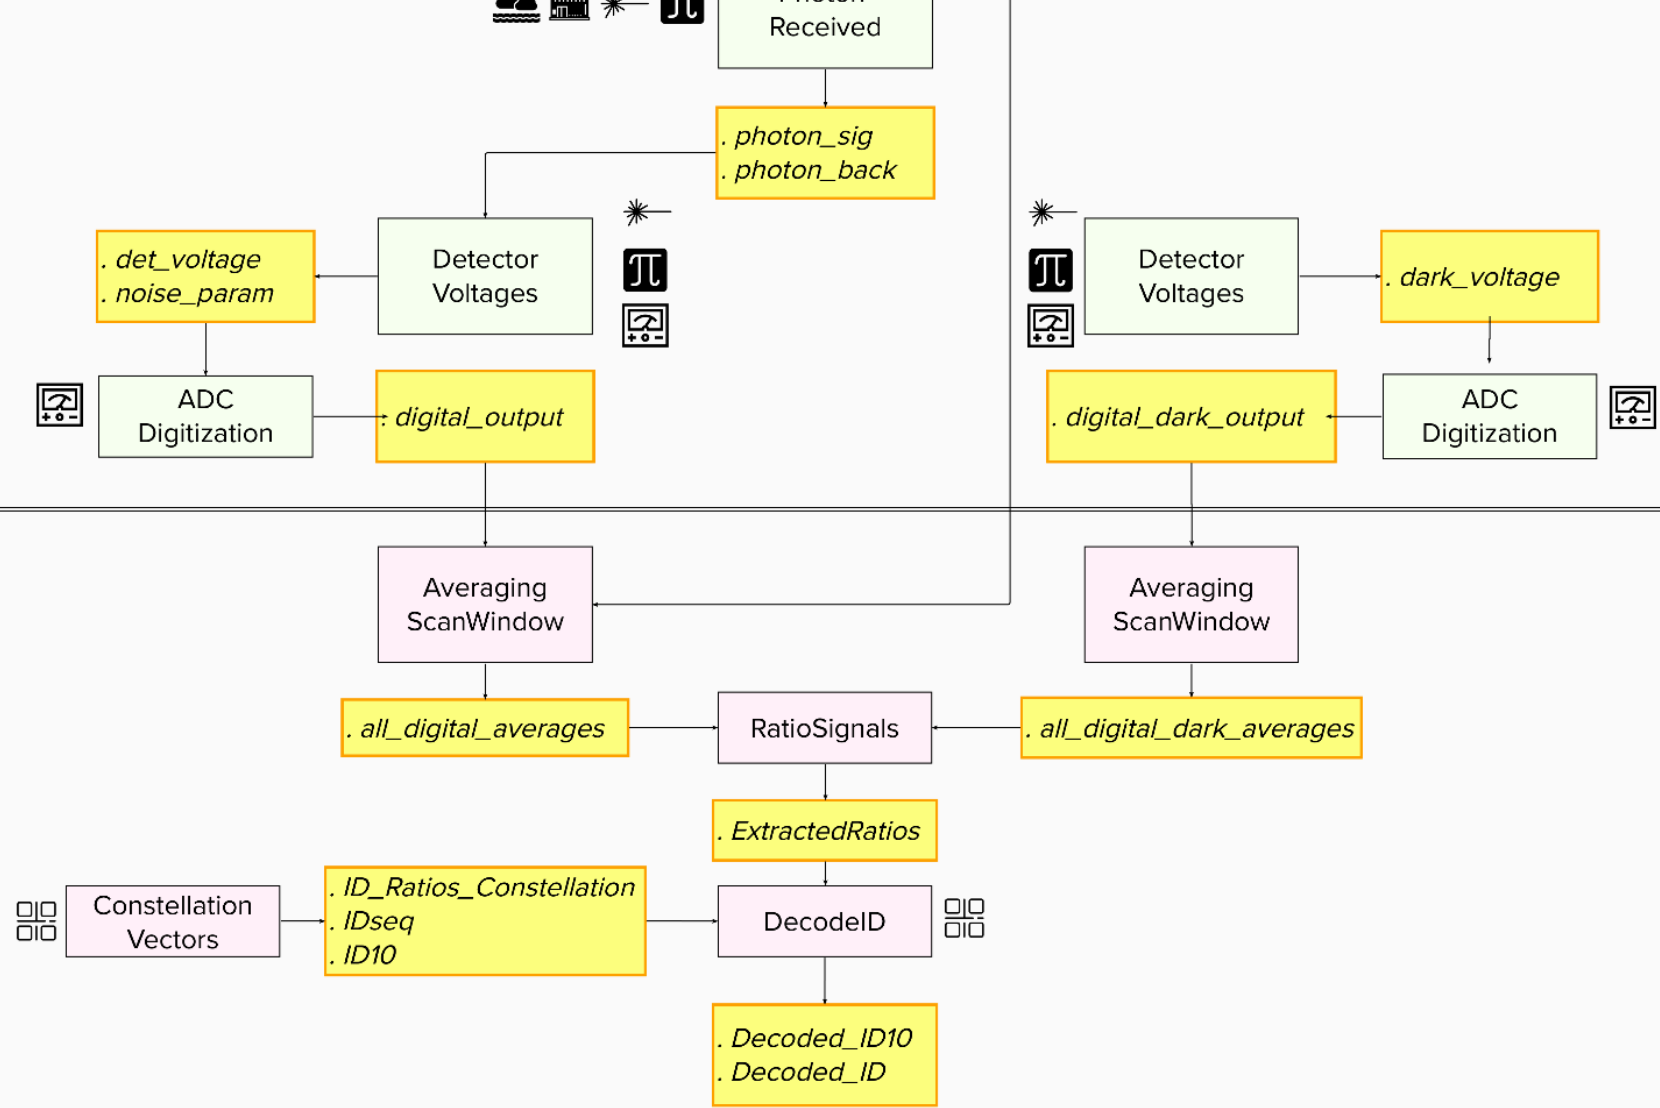 Received
. photon_sig
. photon_back
. det_voltage
. noise_param
Detector
Voltages
Detector
Voltages
. dark_voltage
ADC
Digitization
. digital_output
. digital_dark_output
ADC
Digitization
Averaging
ScanWindow
Averaging
ScanWindow
. all_digital_averages
RatioSignals
. all_digital_dark_averages
. ExtractedRatios
Constellation
Vectors
. ID_Ratios_Constellation
. IDseq
. ID10
DecodeID
. Decoded_ID10
. Decoded_ID